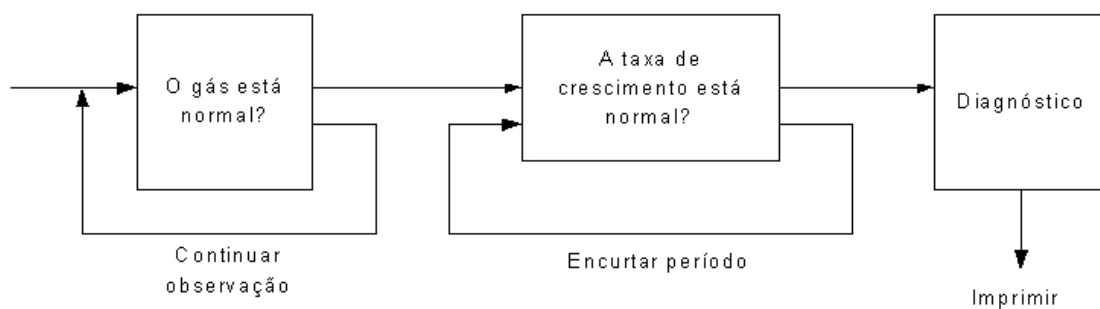 O gás está
normal?
A taxa de
crescimento está
normal?
Diagnóstico
Continuar
observação
Encurtar período
Imprimir